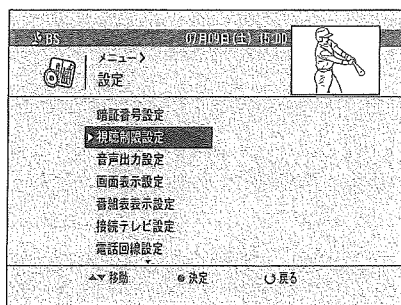 BS 07月09日(土) 15:00
メニュー〉
設定
暗証番号設定
▶視聴制限設定
音声出力設定
画面表示設定
番組表表示設定
接続テレビ設定
電話回線設定
▲▼移動 ●決定 ↺戻る